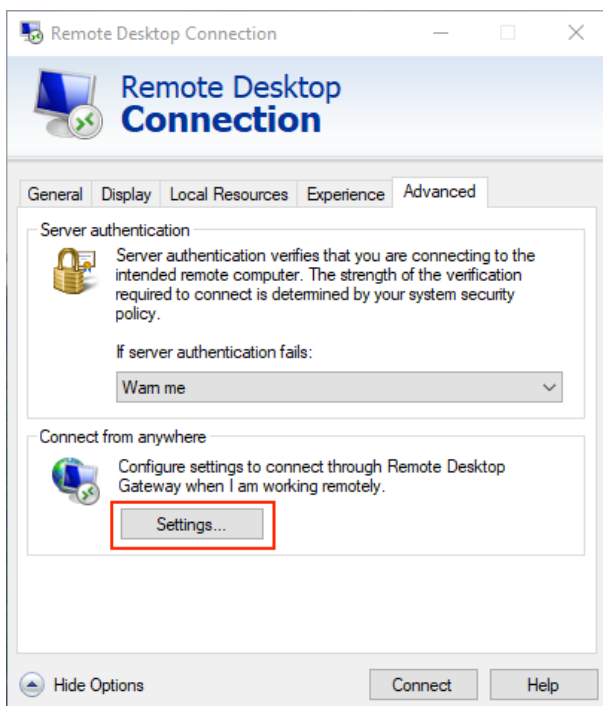 Remote Desktop Connection
Remote Desktop
Connection
General Display Local Resources Experience Advanced
Server authentication
Server authentication verifies that you are connecting to the
intended remote computer. The strength of the verification
required to connect is determined by your system security
policy.
If server authentication fails:
Warn me
Connect from anywhere
Configure settings to connect through Remote Desktop
Gateway when I am working remotely.
Settings...
Hide Options Connect Help